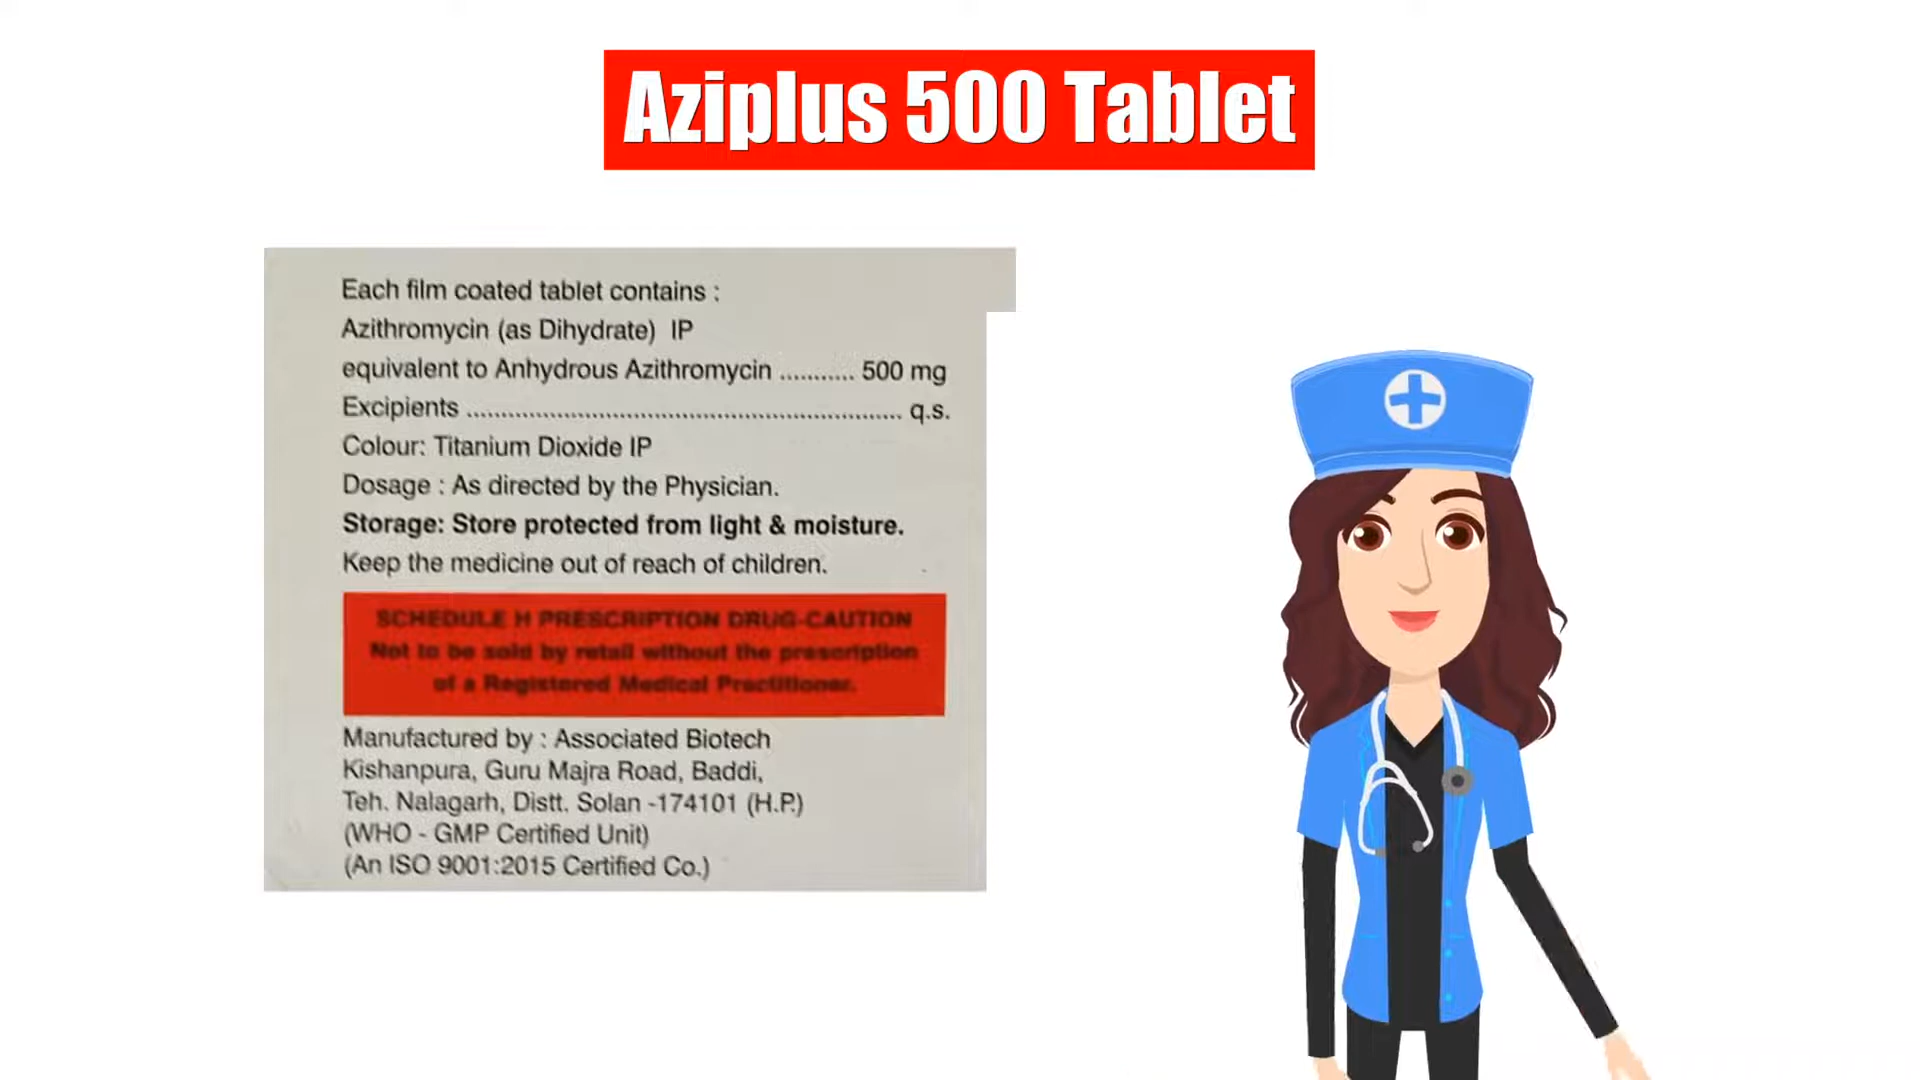 Aziplus 500 Tablet
Each film coated tablet contains :
Azithromycin (as Dihydrate) IP
equivalent to Anhydrous Azithromycin ........... 500 mg
Excipients ................................................................ q.s.
Colour: Titanium Dioxide IP
Dosage : As directed by the Physician.
Storage: Store protected from light & moisture.
Keep the medicine out of reach of children.
SCHEDULE H PRESCRIPTION DRUG-CAUTION
Not to be sold by retail without the prescription
of a Registered Medical Practitioner.
Manufactured by : Associated Biotech
Kishanpura, Guru Majra Road, Baddi,
Teh. Nalagarh, Distt. Solan -174101 (H.P.)
(WHO - GMP Certified Unit)
(An ISO 9001:2015 Certified Co.)